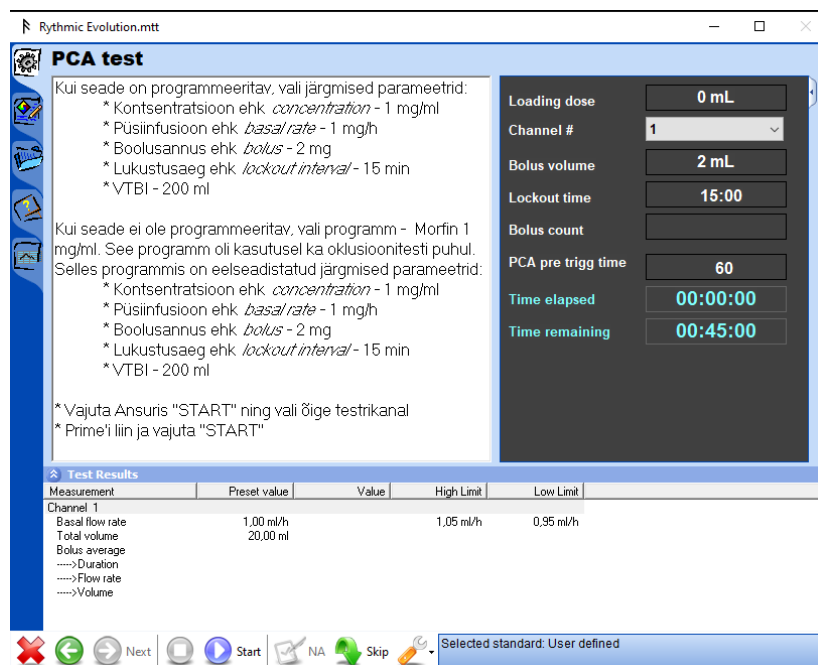 Rythmic Evolution.mtt
PCA test
Kui seade on programmeeritav, vali järgmised parameetrid:
* Kontsentratsioon ehk concentration - 1 mg/ml
* Püsiinfusioon ehk basal rate - 1 mg/h
* Boolusannus ehk bolus - 2 mg
* Lukustusaeg ehk lockout interval - 15 min
* VTBI - 200 ml
Kui seade ei ole programmeeritav, vali programm - Morfin 1
mg/ml. See programm oli kasutusel ka oklusioonitesti puhul.
Selles programmis on eelseadistatud järgmised parameetrid:
* Kontsentratsioon ehk concentration - 1 mg/ml
* Püsiinfusioon ehk basal rate - 1 mg/h
* Boolusannus ehk bolus - 2 mg
* Lukustusaeg ehk lockout interval - 15 min
* VTBI - 200 ml
* Vajuta Ansuris "START" ning vali õige testrikanal
* Prime'i liin ja vajuta "START"
Loading dose 0 mL
Channel # 1
Bolus volume 2 mL
Lockout time 15:00
Bolus count
PCA pre trigg time 60
Time elapsed 00:00:00
Time remaining 00:45:00
Test Results
Measurement Preset value Value High Limit Low Limit
Channel 1
Basal flow rate 1,00 ml/h 1,05 ml/h 0,95 ml/h
Total volume 20,00 ml
Bolus average
---->Duration
---->Flow rate
---->Volume
Next Start NA Skip Selected standard: User defined